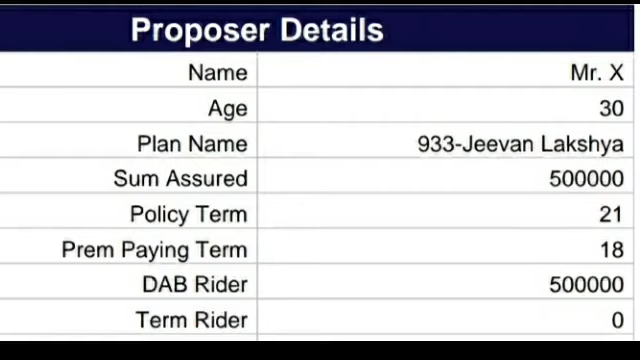 Proposer Details
Name Mr. X
Age 30
Plan Name 933-Jeevan Lakshya
Sum Assured 500000
Policy Term 21
Prem Paying Term 18
DAB Rider 500000
Term Rider 0